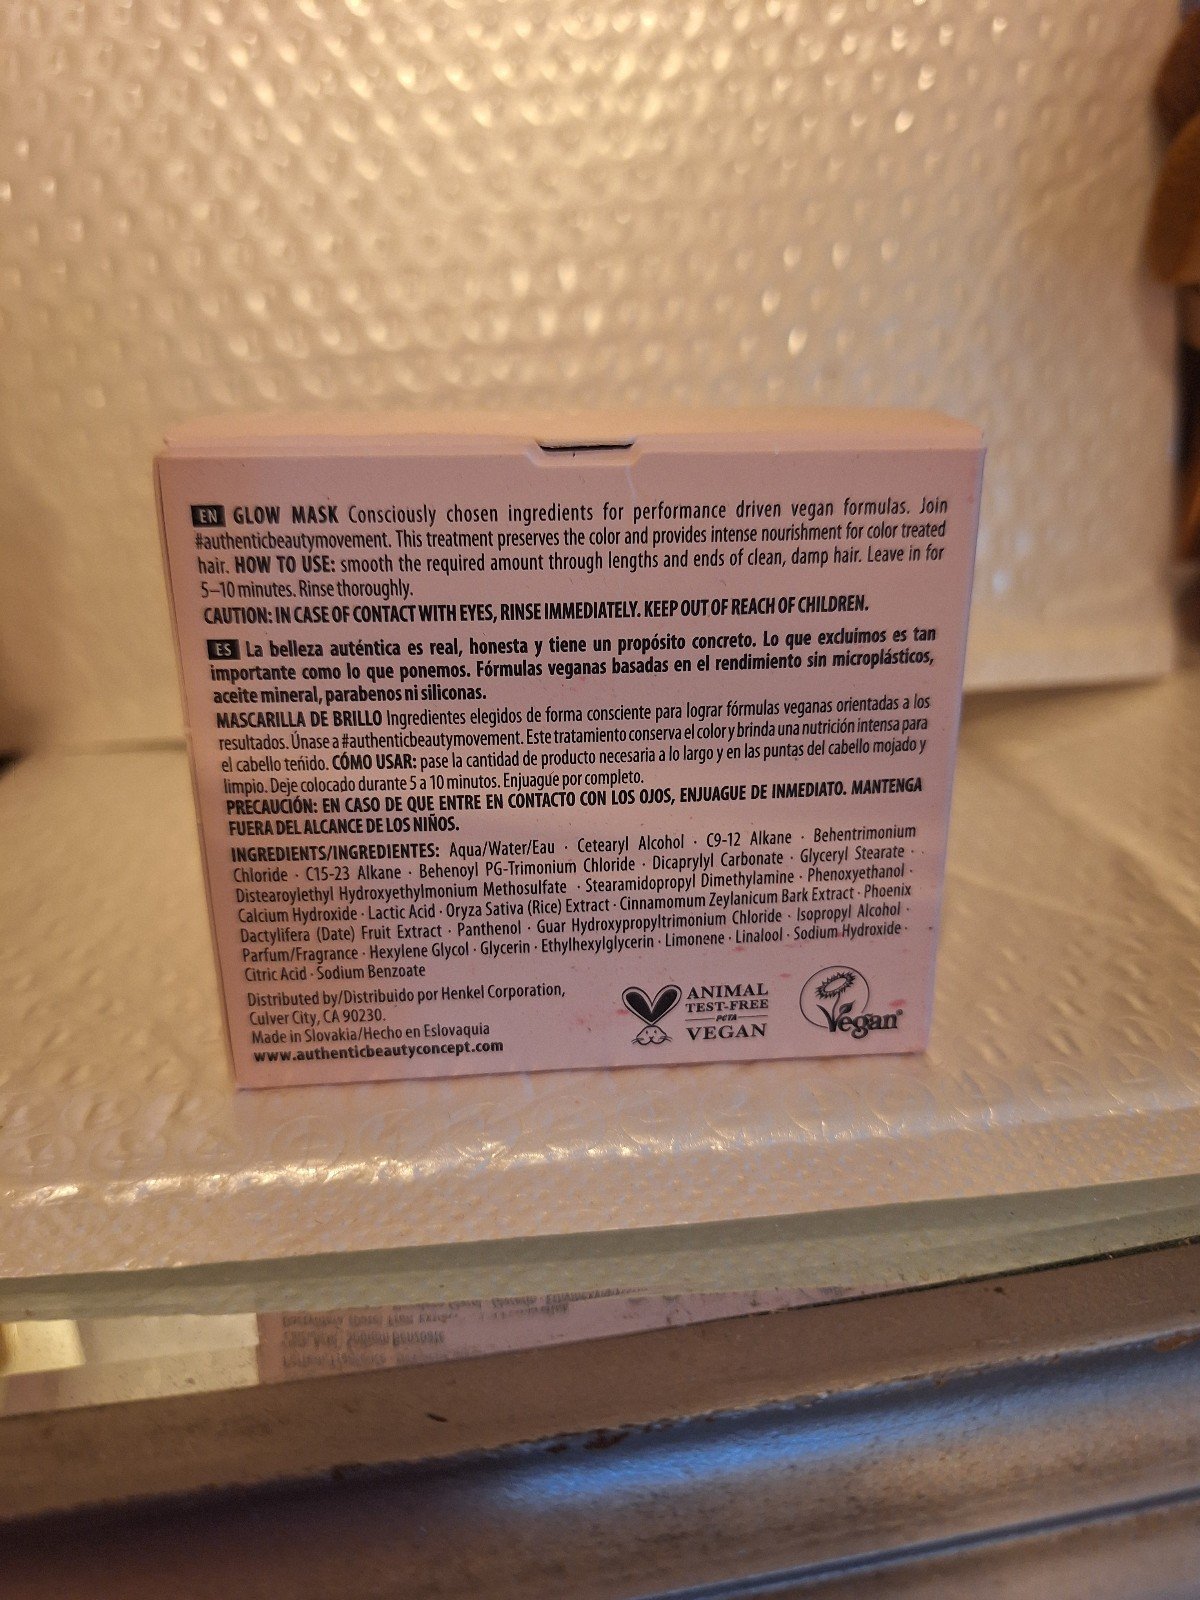 EN GLOW MASK Consciously chosen ingredients for performance driven vegan formulas. Join
#authenticbeautymovement. This treatment preserves the color and provides intense nourishment for color treated
hair. HOW TO USE: smooth the required amount through lengths and ends of clean, damp hair. Leave in for
5–10 minutes. Rinse thoroughly.
CAUTION: IN CASE OF CONTACT WITH EYES, RINSE IMMEDIATELY. KEEP OUT OF REACH OF CHILDREN.
ES La belleza auténtica es real, honesta y tiene un propósito concreto. Lo que excluimos es tan
importante como lo que ponemos. Fórmulas veganas basadas en el rendimiento sin microplásticos,
aceite mineral, parabenos ni siliconas.
MASCARILLA DE BRILLO Ingredientes elegidos de forma consciente para lograr fórmulas veganas orientadas a los
resultados. Únase a #authenticbeautymovement. Este tratamiento conserva el color y brinda una nutrición intensa para
el cabello teñido. CÓMO USAR: pase la cantidad de producto necesaria a lo largo y en las puntas del cabello mojado y
limpio. Deje colocado durante 5 a 10 minutos. Enjuague por completo.
PRECAUCIÓN: EN CASO DE QUE ENTRE EN CONTACTO CON LOS OJOS, ENJUAGUE DE INMEDIATO. MANTENGA
FUERA DEL ALCANCE DE LOS NIÑOS.
INGREDIENTS/INGREDIENTES: Aqua/Water/Eau · Cetearyl Alcohol · C9-12 Alkane · Behentrimonium
Chloride · C15-23 Alkane · Behenoyl PG-Trimonium Chloride · Dicaprylyl Carbonate · Glyceryl Stearate ·
Distearoylethyl Hydroxyethylmonium Methosulfate · Stearamidopropyl Dimethylamine · Phenoxyethanol ·
Calcium Hydroxide · Lactic Acid · Oryza Sativa (Rice) Extract · Cinnamomum Zeylanicum Bark Extract · Phoenix
Dactylifera (Date) Fruit Extract · Panthenol · Guar Hydroxypropyltrimonium Chloride · Isopropyl Alcohol ·
Parfum/Fragrance · Hexylene Glycol · Glycerin · Ethylhexylglycerin · Limonene · Linalool · Sodium Hydroxide ·
Citric Acid · Sodium Benzoate
Distributed by/Distribuido por Henkel Corporation,
Culver City, CA 90230.
Made in Slovakia/Hecho en Eslovaquia
www.authenticbeautyconcept.com
ANIMAL
TEST-FREE
PETA
VEGAN
Vegan®